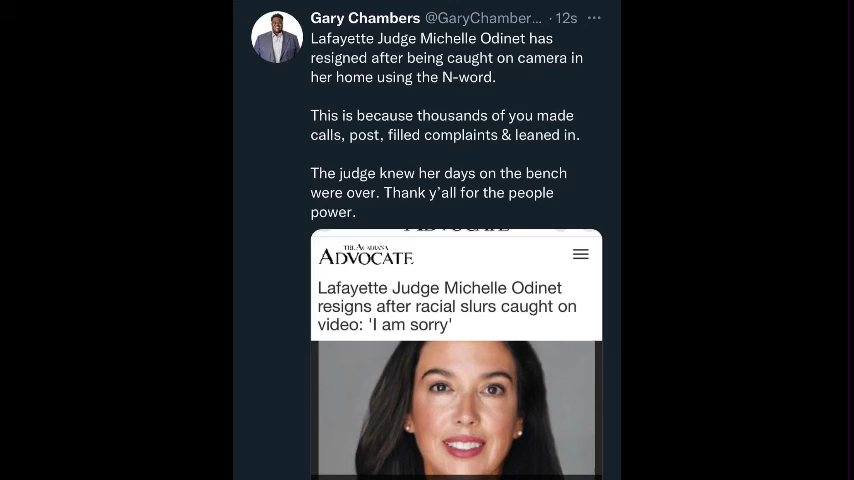 Gary Chambers @GaryChamber... · 12s ...
Lafayette Judge Michelle Odinet has
resigned after being caught on camera in
her home using the N-word.
This is because thousands of you made
calls, post, filled complaints & leaned in.
The judge knew her days on the bench
were over. Thank y'all for the people
power.
ADVOCATE
THE ACADIANA
ADVOCATE
Lafayette Judge Michelle Odinet
resigns after racial slurs caught on
video: 'I am sorry'